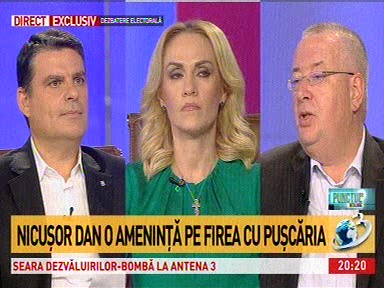 DIRECT EXCLUSIV
DEZBATERE ELECTORALĂ
PUNCTUL
NICUȘOR DAN O AMENINȚĂ PE FIREA CU PUȘCĂRIA
SEARA DEZVĂLUIRILOR-BOMBĂ LA ANTENA 3
20:20